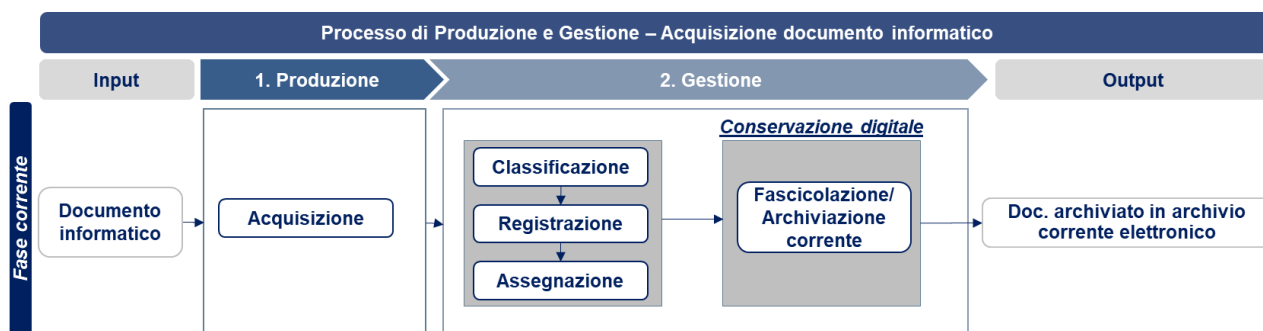 Processo di Produzione e Gestione – Acquisizione documento informatico
Input
1. Produzione
2. Gestione
Output
Fase corrente
Documento
informatico
Acquisizione
Classificazione
Registrazione
Assegnazione
Conservazione digitale
Fascicolazione/
Archiviazione
corrente
Doc. archiviato in archivio
corrente elettronico